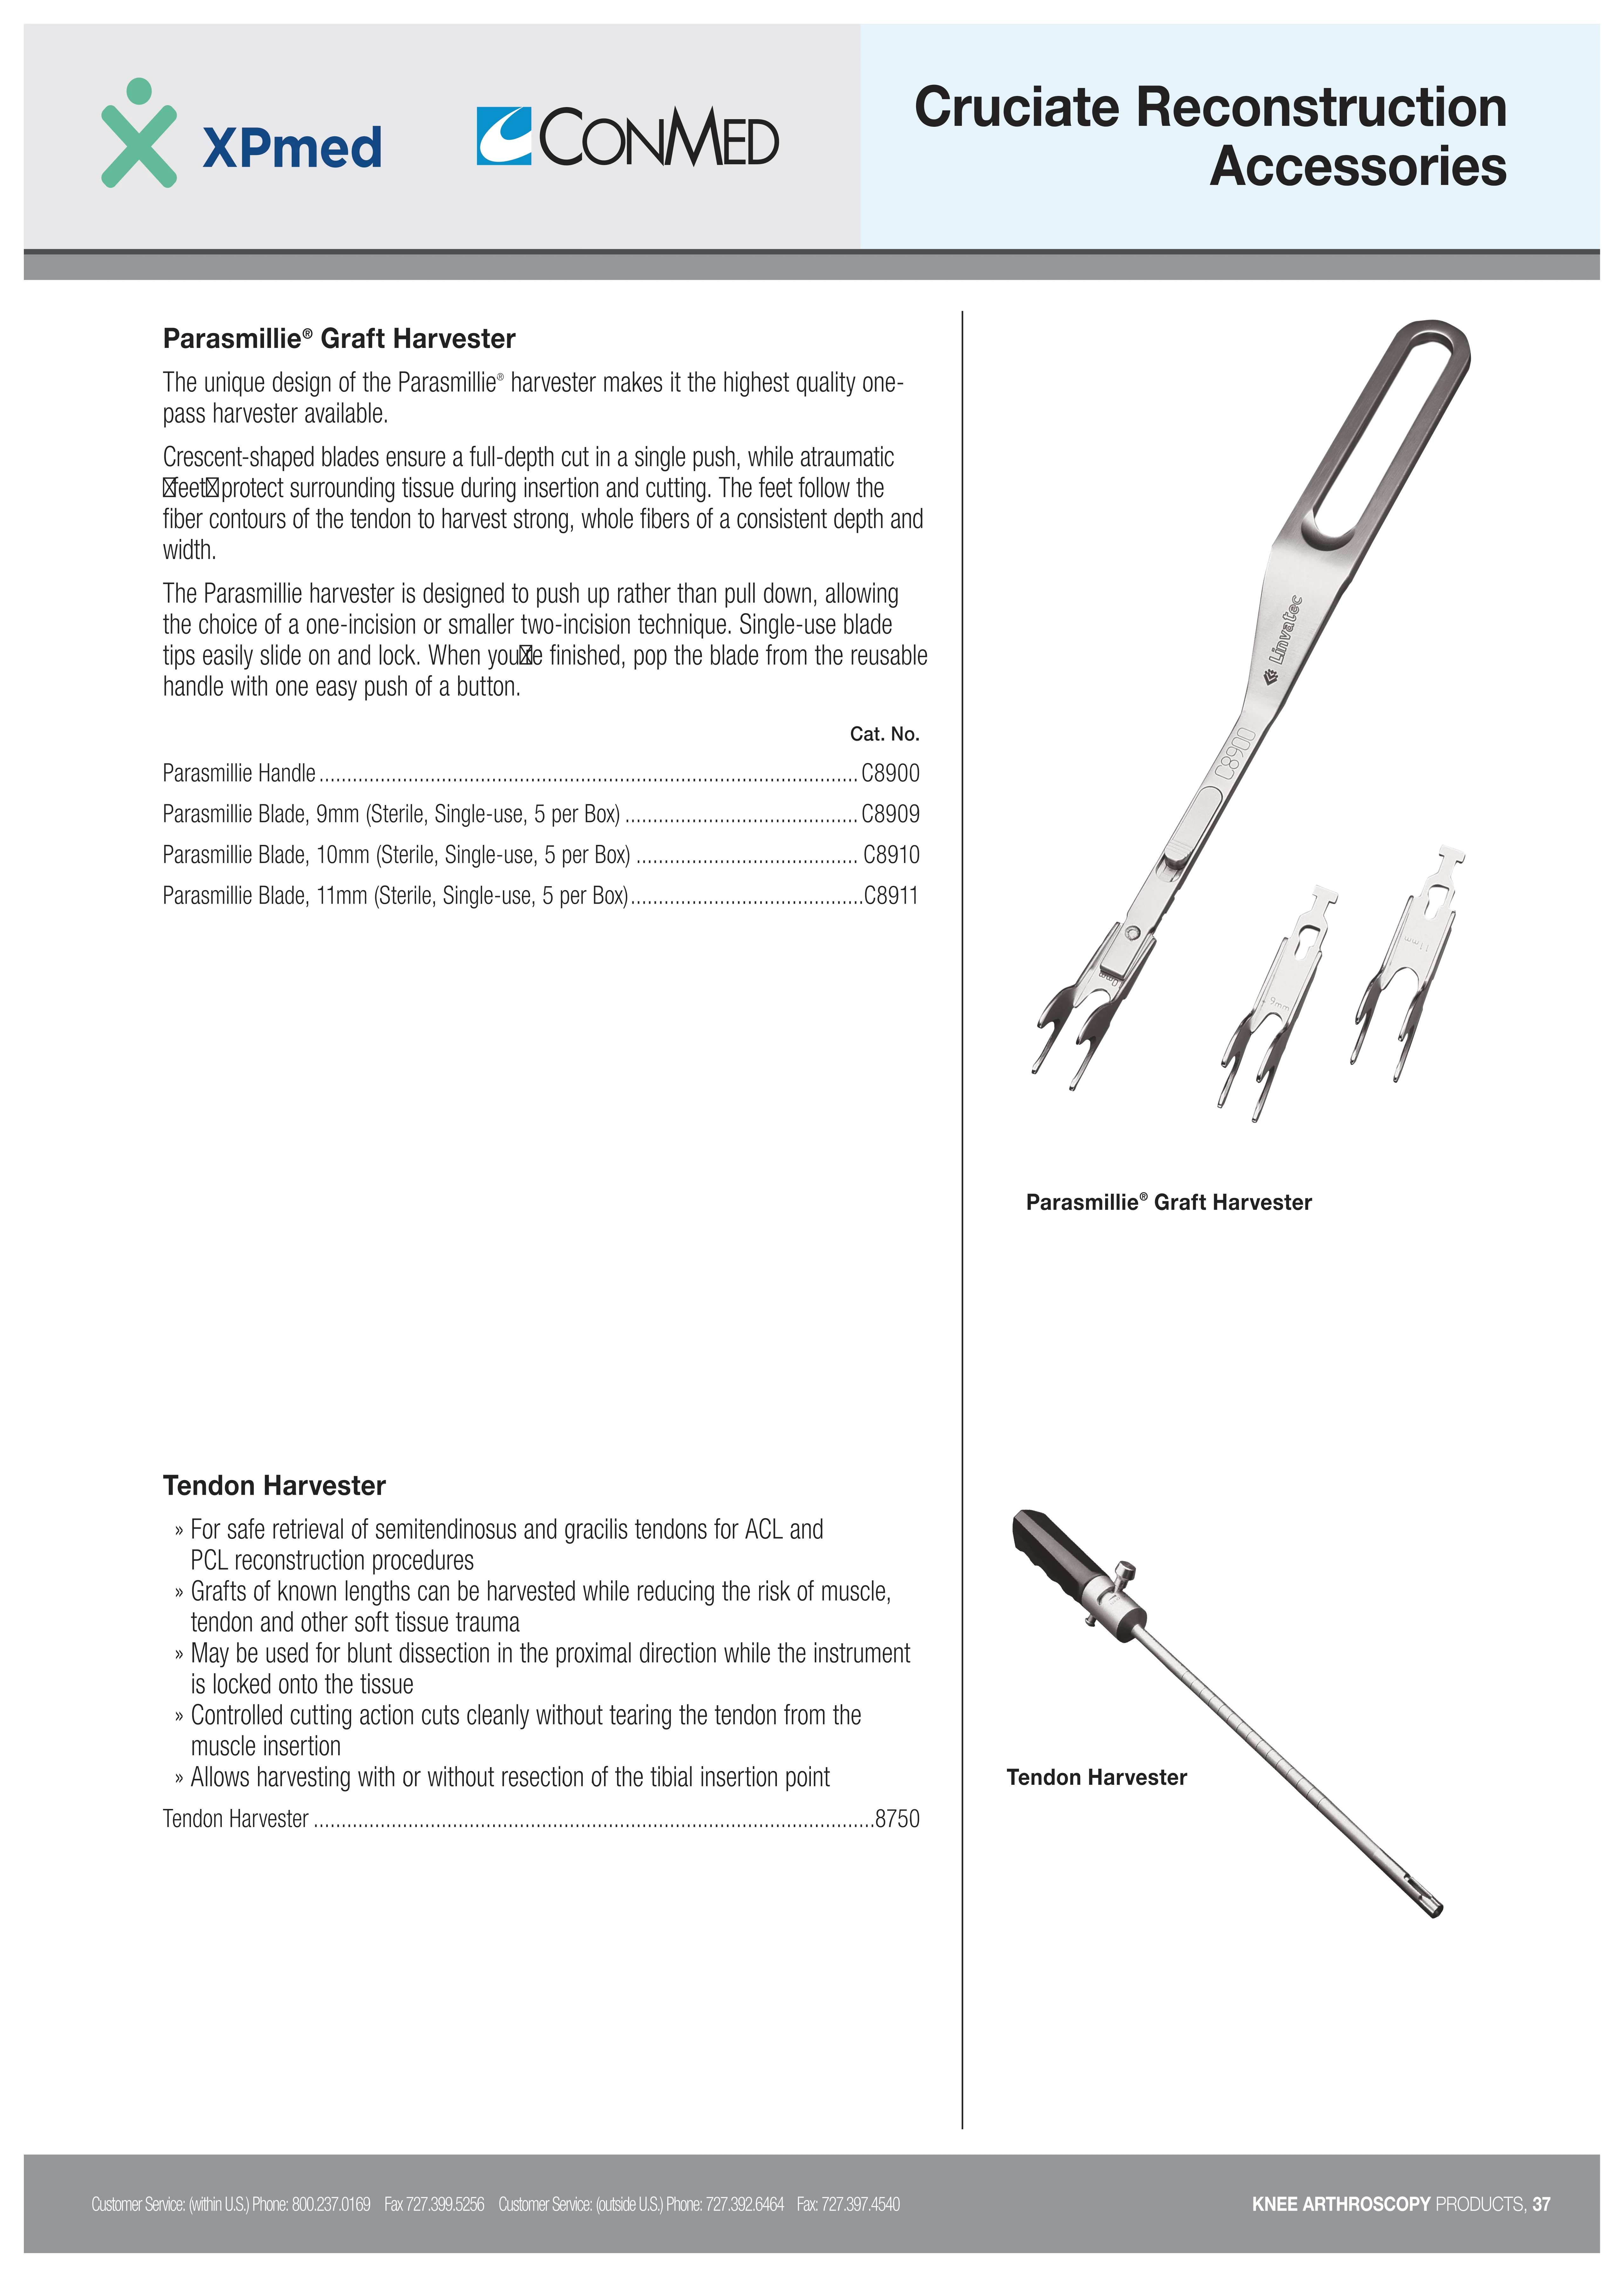 XPmed
CONMED
Cruciate Reconstruction
Accessories
Parasmillie® Graft Harvester
The unique design of the Parasmillie® harvester makes it the highest quality one-
pass harvester available.
Crescent-shaped blades ensure a full-depth cut in a single push, while atraumatic
feet protect surrounding tissue during insertion and cutting. The feet follow the
fiber contours of the tendon to harvest strong, whole fibers of a consistent depth and
width.
The Parasmillie harvester is designed to push up rather than pull down, allowing
the choice of a one-incision or smaller two-incision technique. Single-use blade
tips easily slide on and lock. When you☒e finished, pop the blade from the reusable
handle with one easy push of a button.
Cat. No.
Parasmillie Handle.................................................................................................C8900
Parasmillie Blade, 9mm (Sterile, Single-use, 5 per Box) ..........................................C8909
Parasmillie Blade, 10mm (Sterile, Single-use, 5 per Box) ........................................ C8910
Parasmillie Blade, 11mm (Sterile, Single-use, 5 per Box)..........................................C8911
Linvatec
C8900
9mm
11mm
Parasmillie® Graft Harvester
Tendon Harvester
» For safe retrieval of semitendinosus and gracilis tendons for ACL and
PCL reconstruction procedures
» Grafts of known lengths can be harvested while reducing the risk of muscle,
tendon and other soft tissue trauma
» May be used for blunt dissection in the proximal direction while the instrument
is locked onto the tissue
» Controlled cutting action cuts cleanly without tearing the tendon from the
muscle insertion
» Allows harvesting with or without resection of the tibial insertion point
Tendon Harvester .....................................................................................................8750
Tendon Harvester
Customer Service: (within U.S.) Phone: 800.237.0169 Fax 727.399.5256 Customer Service: (outside U.S.) Phone: 727.392.6464 Fax: 727.397.4540
KNEE ARTHROSCOPY PRODUCTS, 37